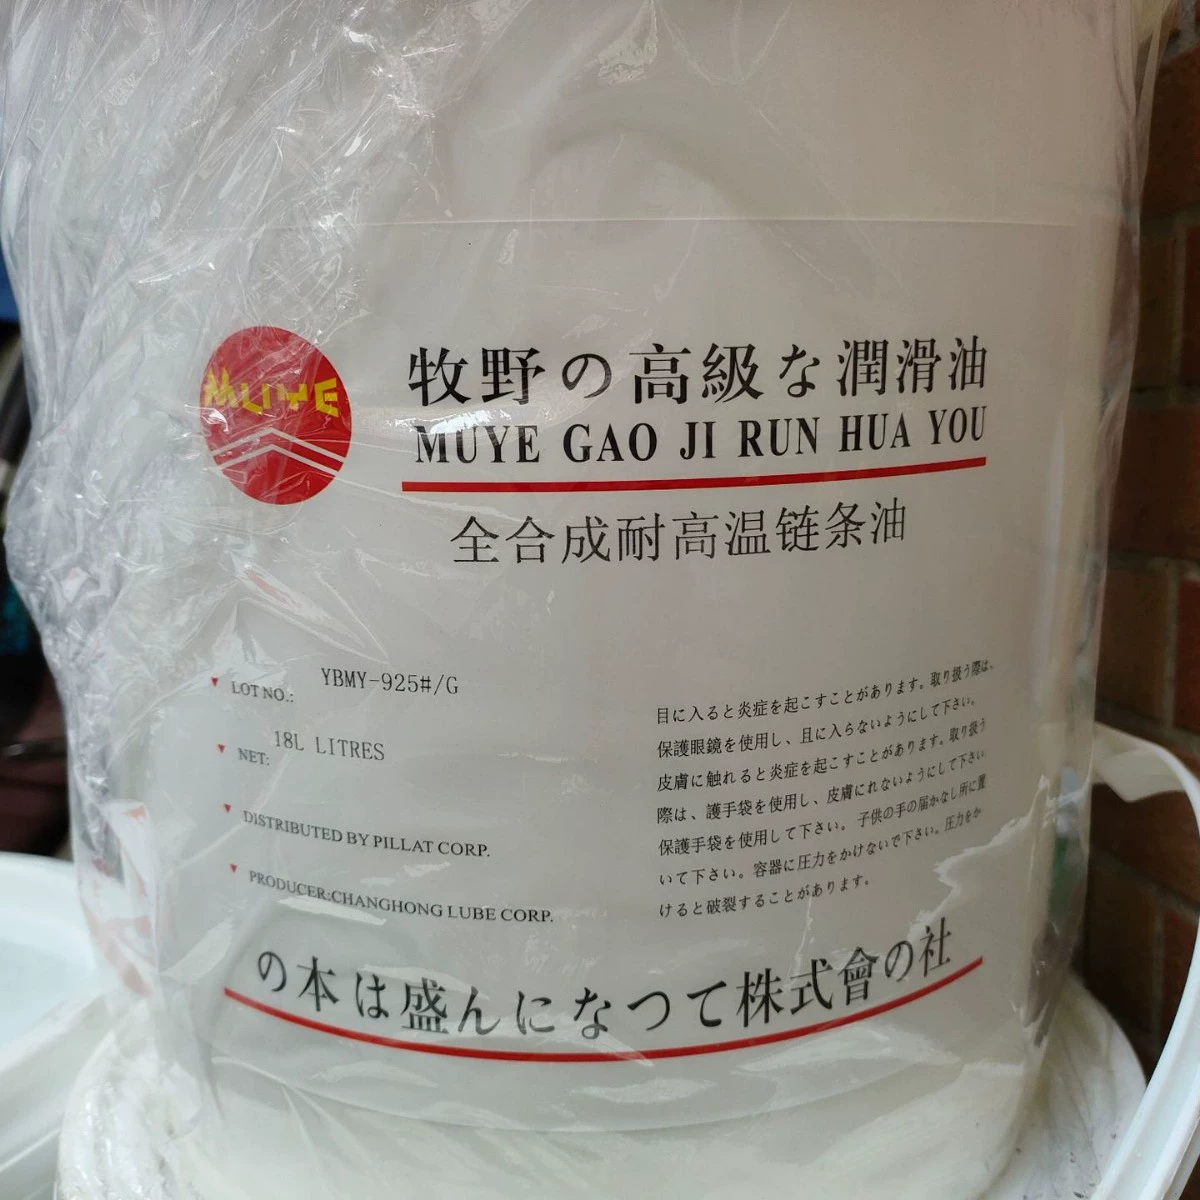 MUYE
牧野の高級な潤滑油
MUYE GAO JI RUN HUA YOU
全合成耐高温链条油
LOT NO.: YBMY-925#/G
NET: 18L LITRES
DISTRIBUTED BY PILLAT CORP.
PRODUCER:CHANGHONG LUBE CORP.
目に入ると炎症を起こすことがあります。取り扱う際は、
保護眼鏡を使用し、且に入らないようにして下さい。
皮膚に触れると炎症を起こすことがあります。取り扱う
際は、護手袋を使用し、皮膚にれないようにして下さい
保護手袋を使用して下さい。子供の手の届かなし所に置
いて下さい。容器に圧力をかけないで下さい。圧力をか
けると破裂することがあります。
の本は盛んになつて株式會の社